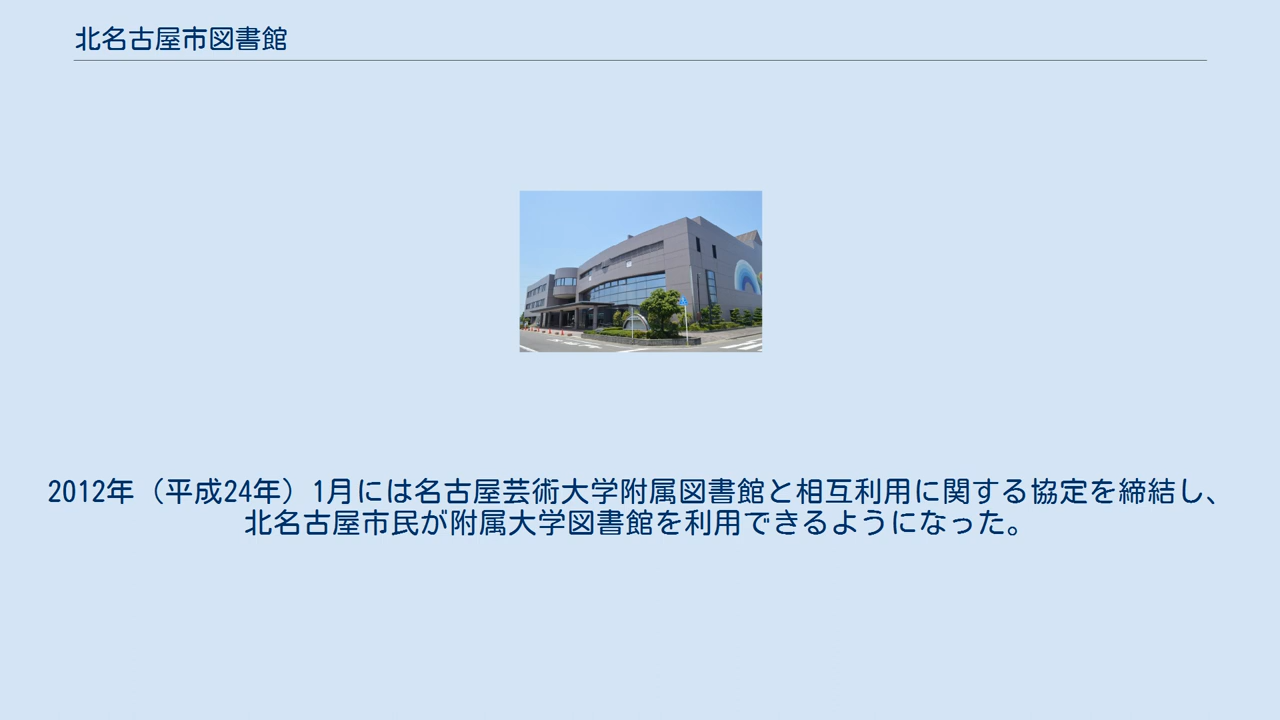 北名古屋市図書館
2012年（平成24年）1月には名古屋芸術大学附属図書館と相互利用に関する協定を締結し、
北名古屋市民が附属大学図書館を利用できるようになった。